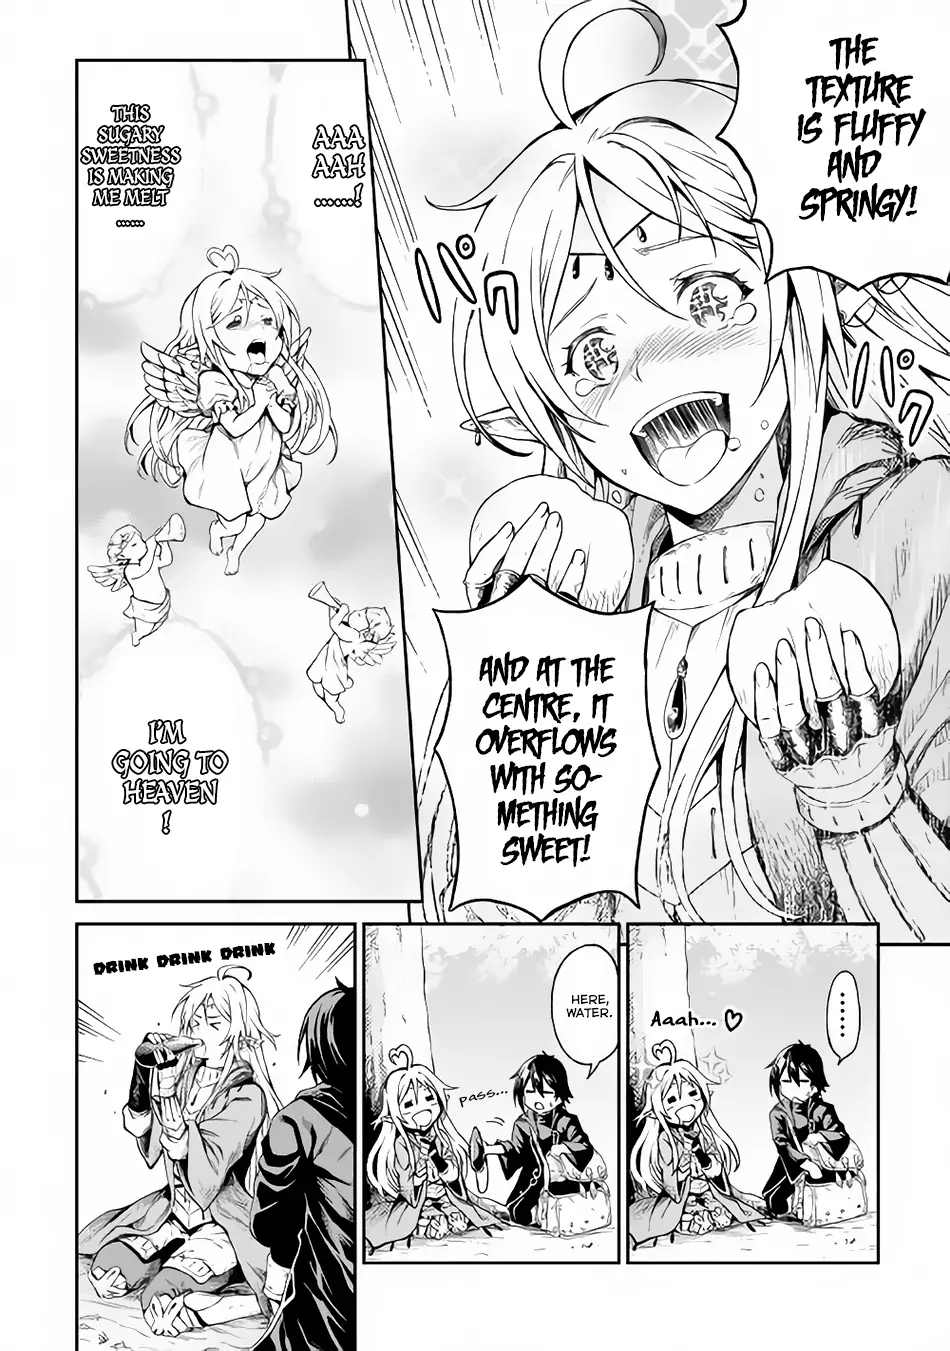 THE
TEXTURE
IS FLUFFY
AND
SPRINGY!
パク
パク
AND AT THE
CENTRE, IT
OVERFLOWS
WITH SO-
METHING
SWEET!
AAA
AAH
.......!
THIS
SUGARY
SWEETNESS
IS MAKING
ME MELT
......
I'M
GOING TO
HEAVEN
!
......
Aaah... ♡
HERE,
WATER.
pass...
DRINK DRINK DRINK